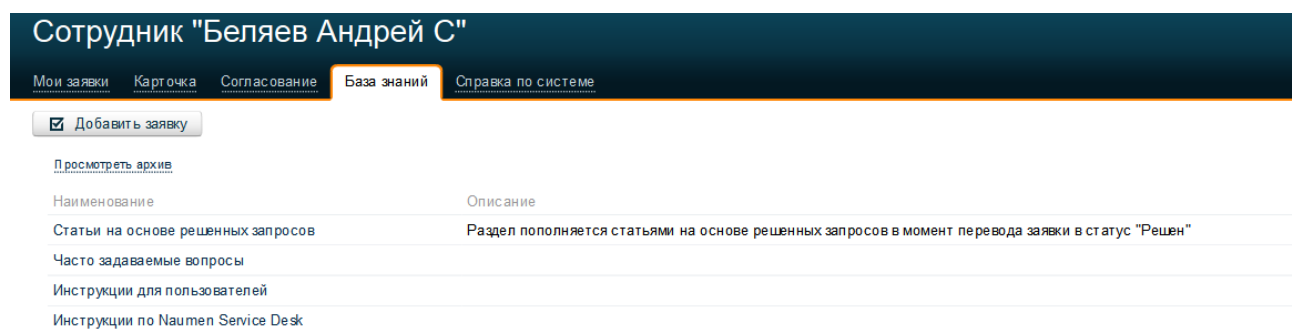 Сотрудник "Беляев Андрей С"
Мои заявки Карточка Согласование База знаний Справка по системе
Добавить заявку
Просмотреть архив
Наименование Описание
Статьи на основе решенных запросов Раздел пополняется статьями на основе решенных запросов в момент перевода заявки в статус "Решен"
Часто задаваемые вопросы
Инструкции для пользователей
Инструкции по Naumen Service Desk